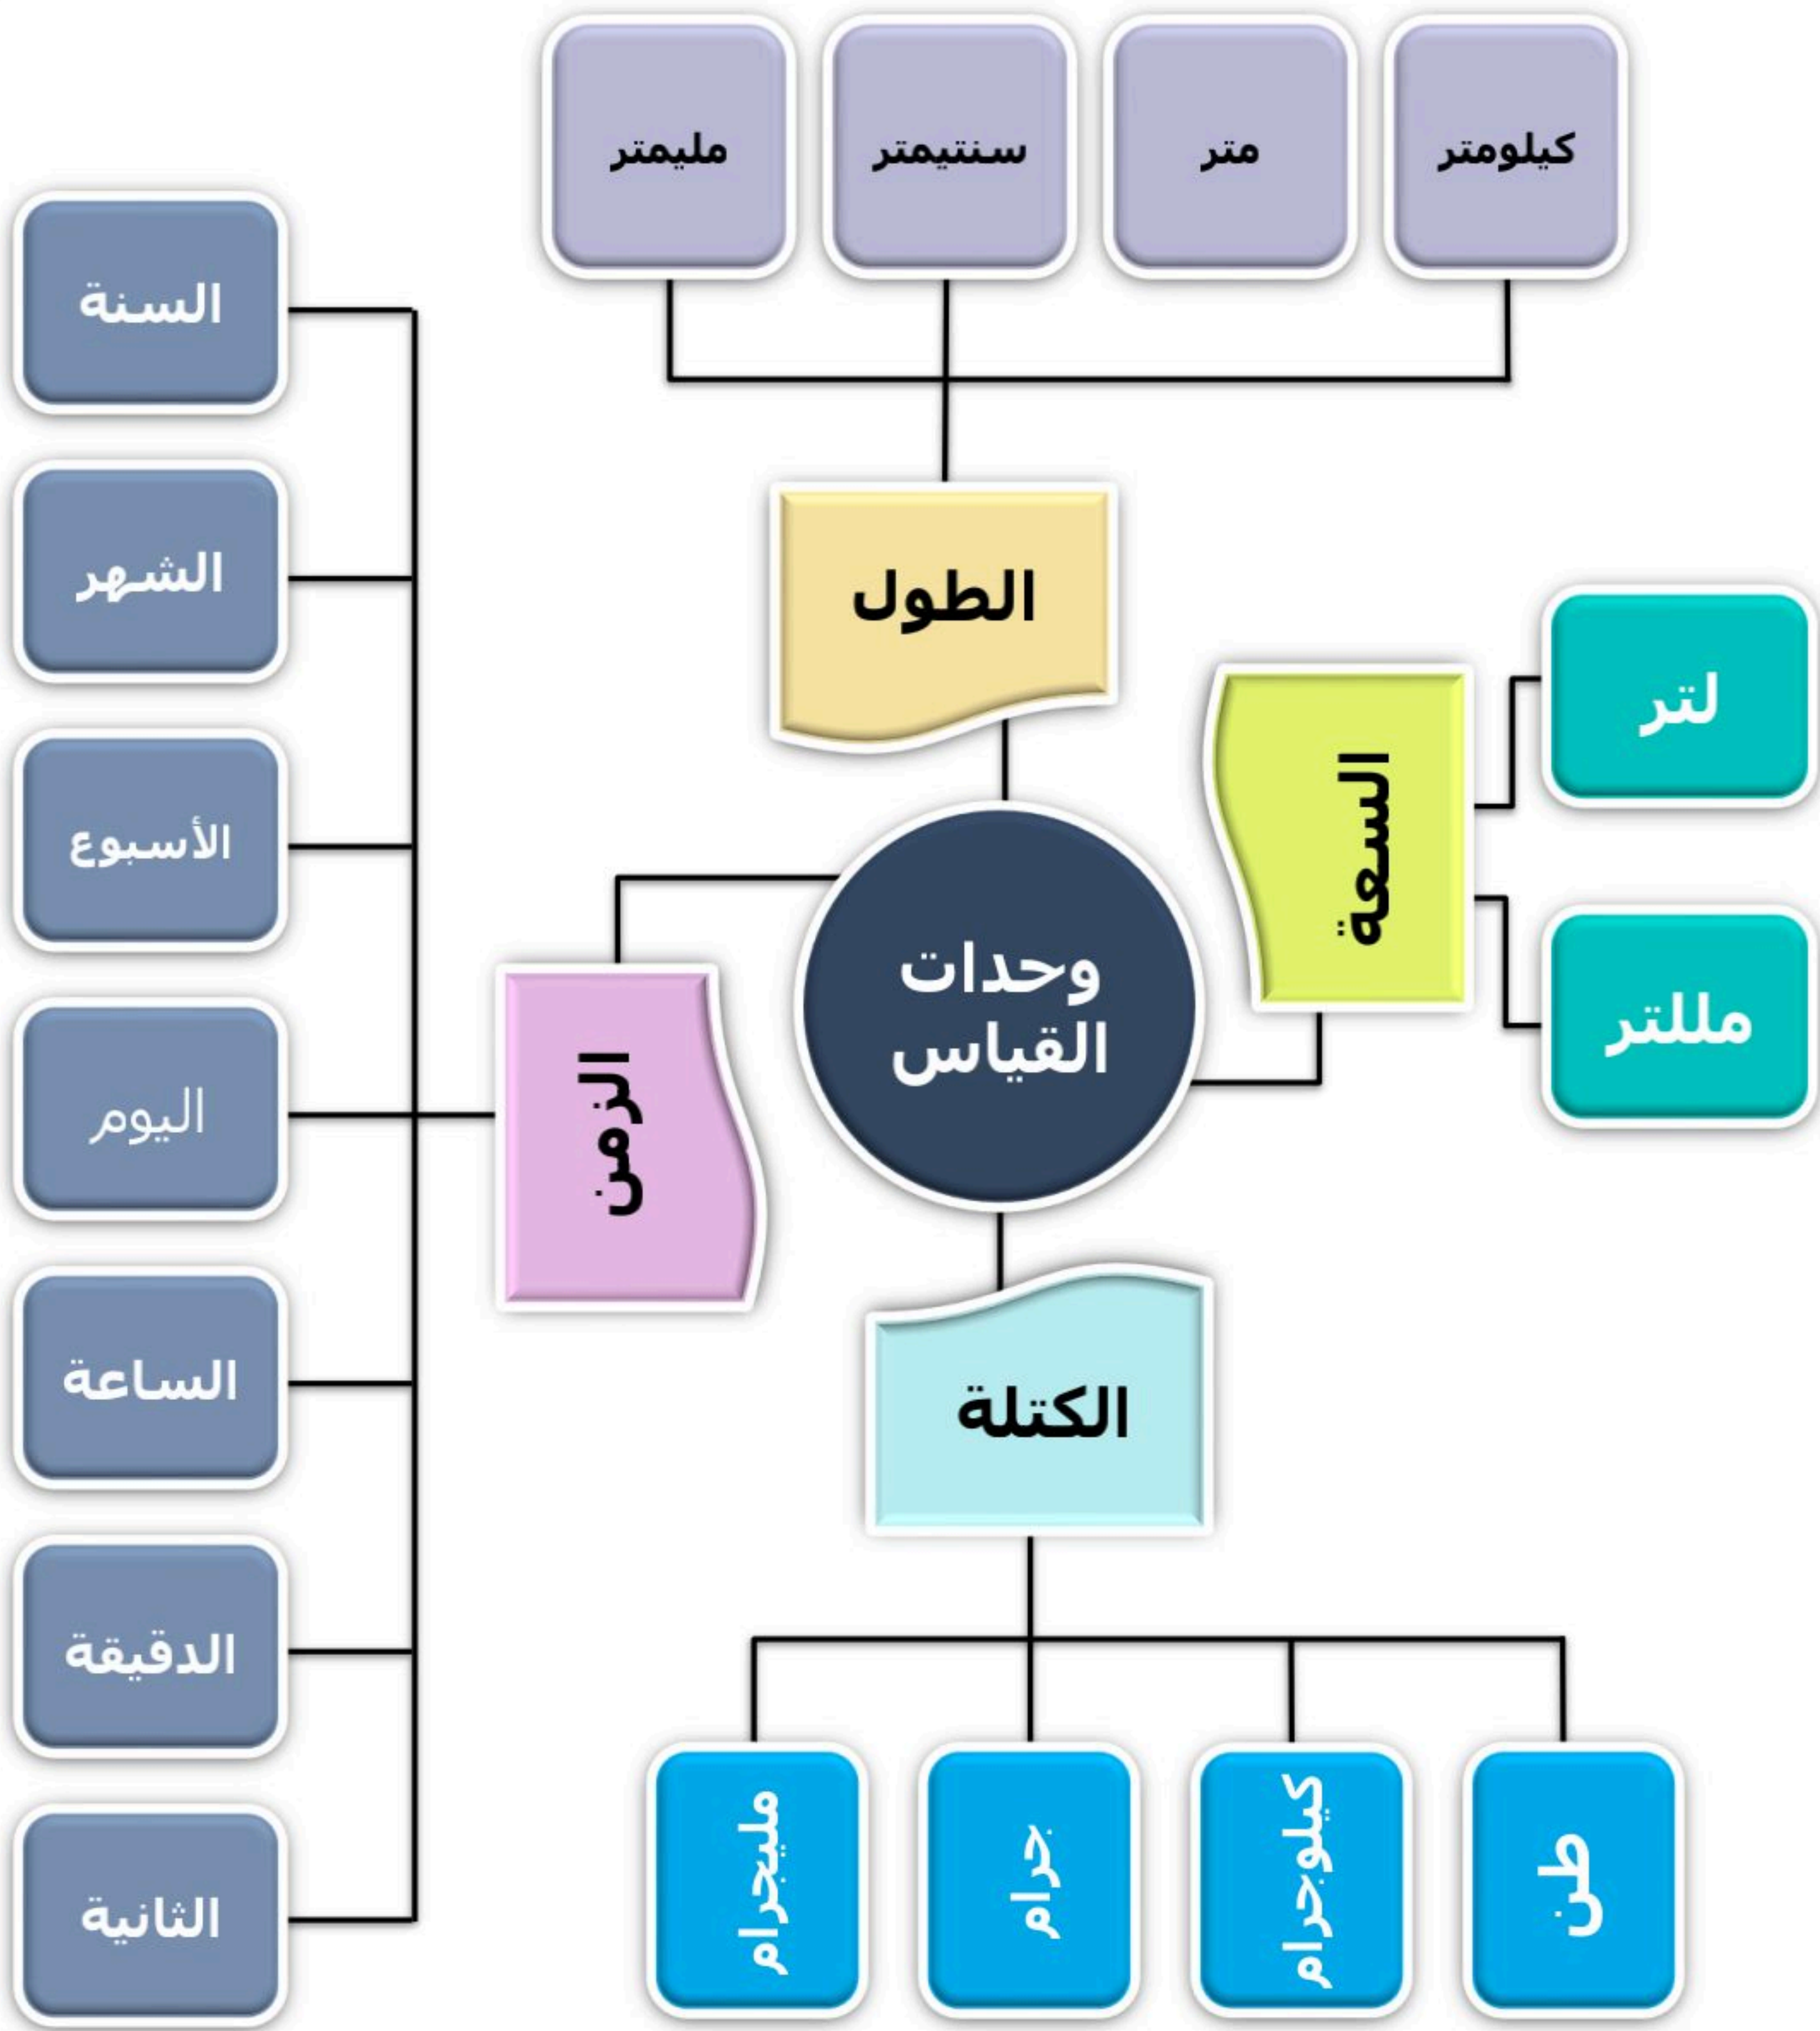 كيلومتر
متر
سنتيمتر
مليمتر
الطول
السعة
لتر
مللتر
وحدات
القياس
الزمن
السنة
الشهر
الأسبوع
اليوم
الساعة
الدقيقة
الثانية
الكتلة
طن
كيلوجرام
جرام
مليجرام